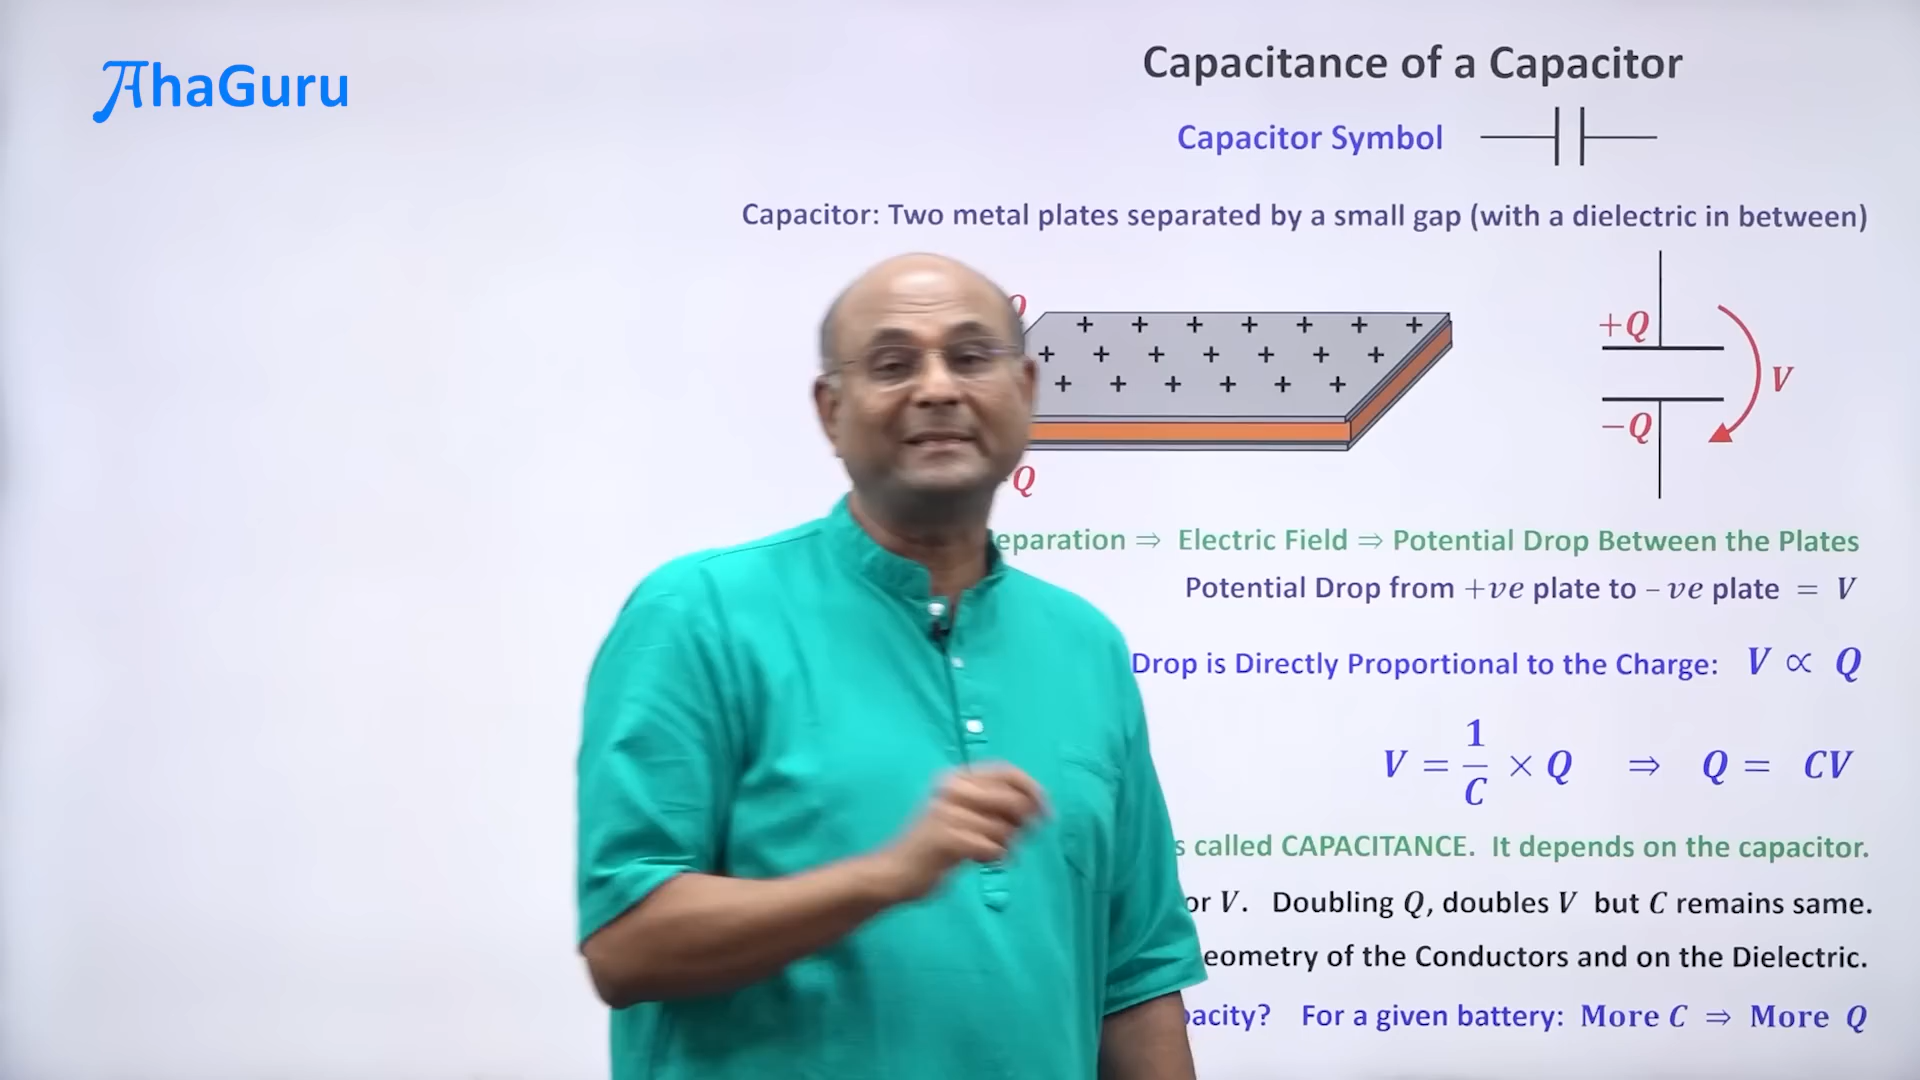 AhaGuru
Capacitance of a Capacitor
Capacitor Symbol
Capacitor: Two metal plates separated by a small gap (with a dielectric in between)
+ + + + + + +
+ + + + + + +
+ + + + + +
Q
+Q
V
−Q
⇒ Electric Field ⇒ Potential Drop Between the Plates
Potential Drop from +ve plate to – ve plate = V
Drop is Directly Proportional to the Charge: V ∝ Q
V = 1/C × Q ⇒ Q = CV
called CAPACITANCE. It depends on the capacitor.
or V. Doubling Q, doubles V but C remains same.
of the Conductors and on the Dielectric.
For a given battery: More C ⇒ More Q